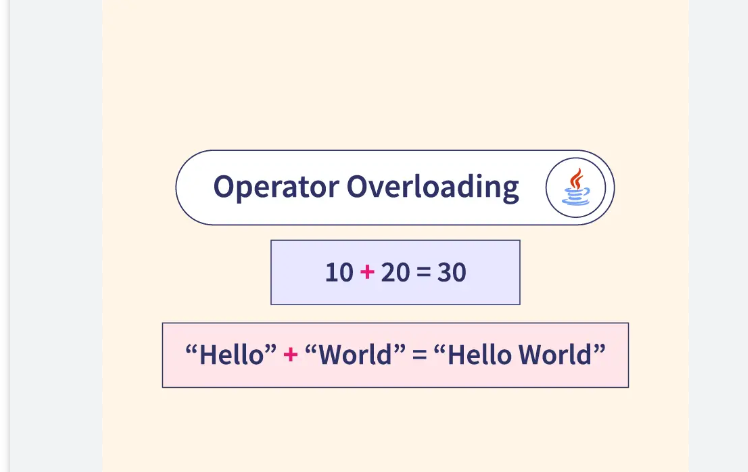 Operator Overloading
10 + 20 = 30
“Hello” + “World” = “Hello World”